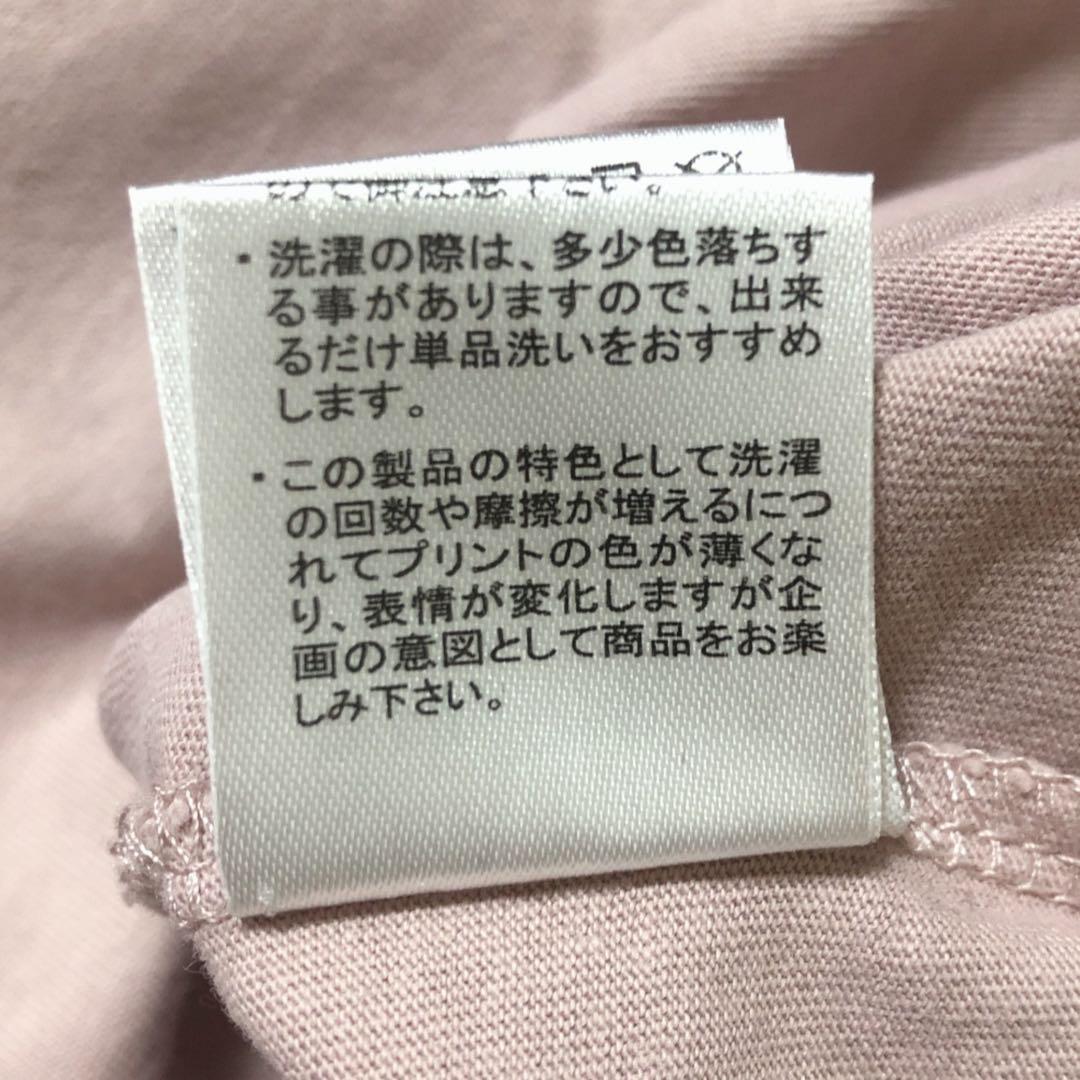 ・洗濯の際は、多少色落ちす
る事がありますので、出来
るだけ単品洗いをおすすめ
します。
・この製品の特色として洗濯
の回数や摩擦が増えるにつ
れてプリントの色が薄くな
り、表情が変化しますが企
画の意図として商品をお楽
しみ下さい。